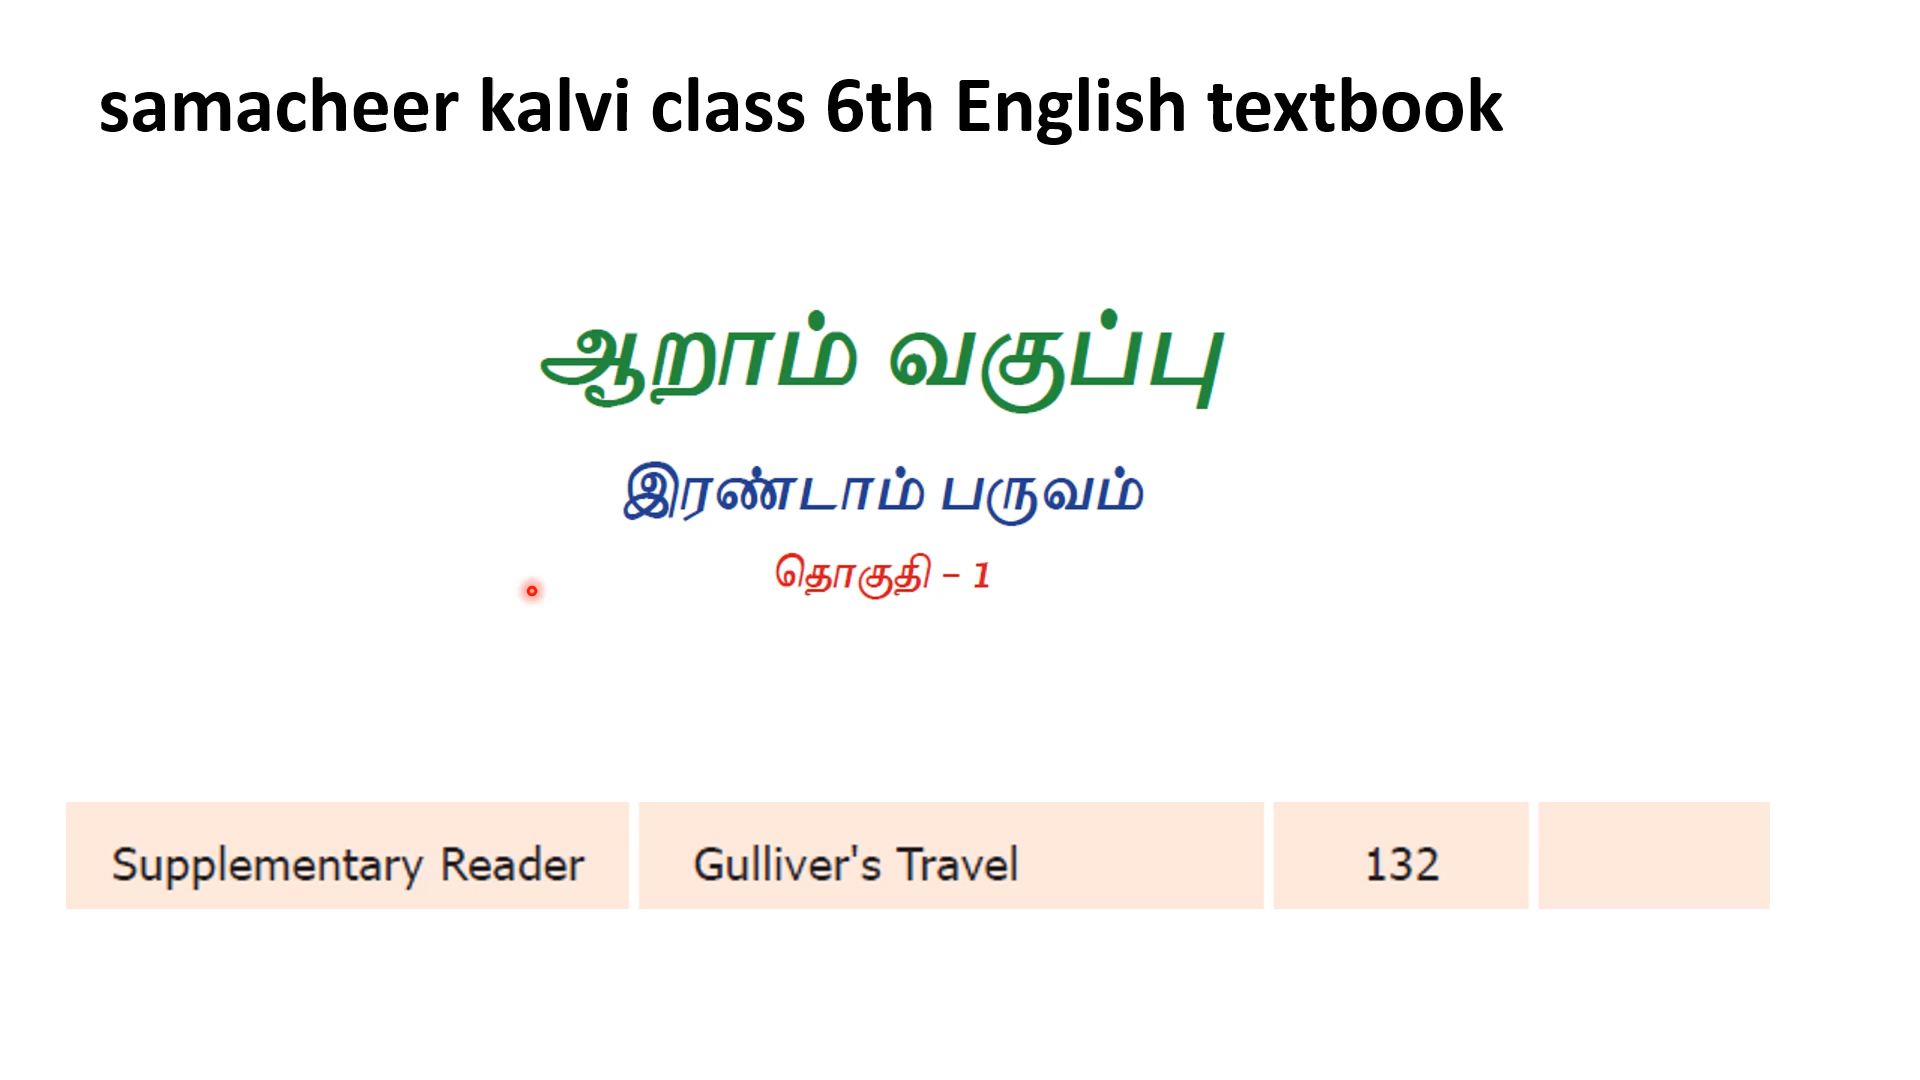 samacheer kalvi class 6th English textbook
ஆறாம் வகுப்பு
இரண்டாம் பருவம்
தொகுதி - 1
Supplementary Reader Gulliver's Travel 132